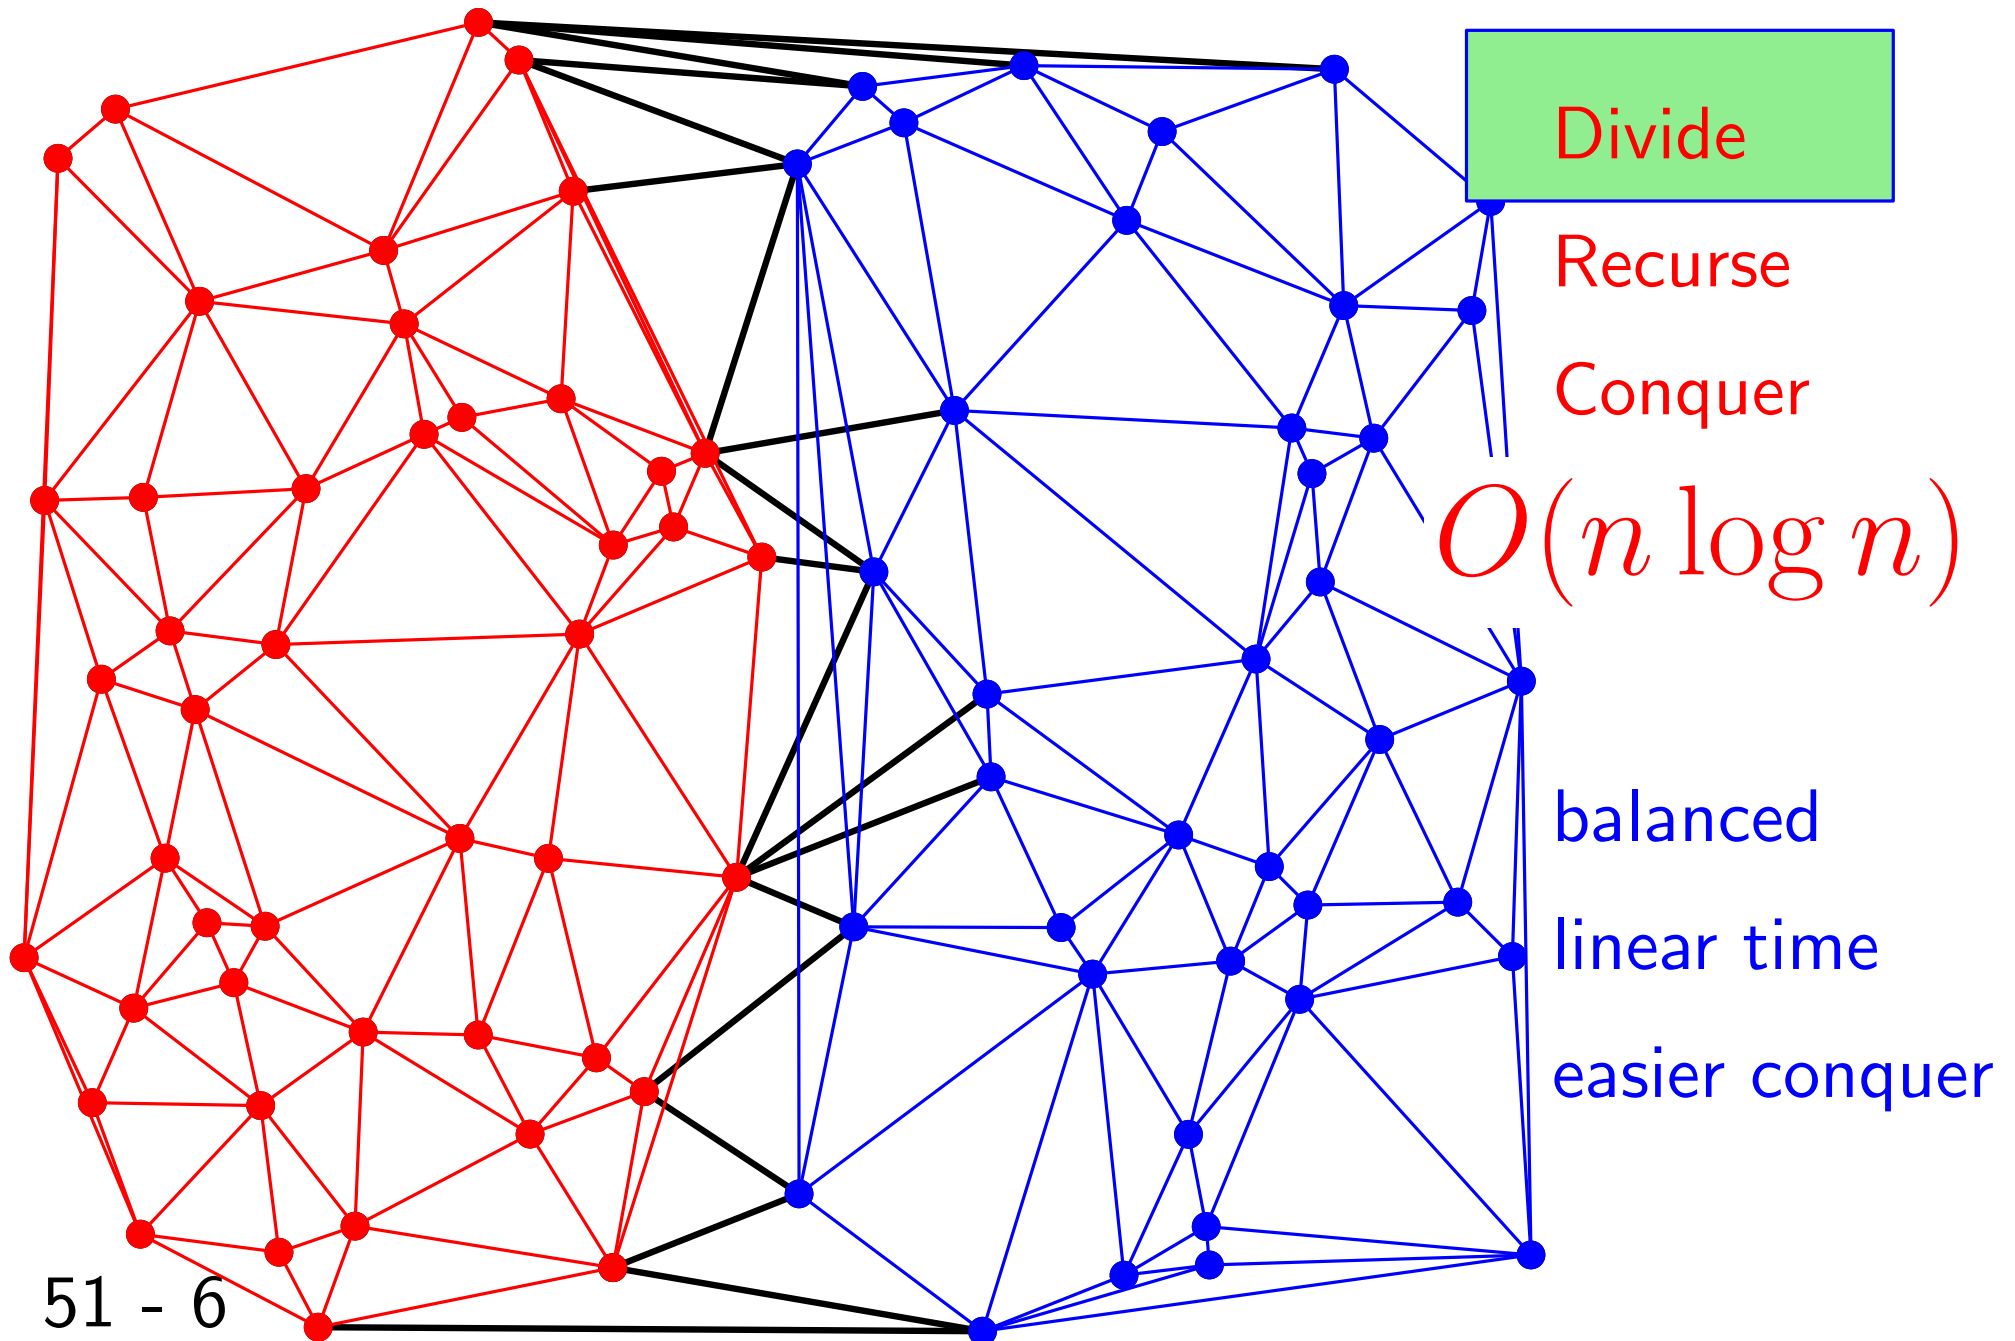 Divide
Recurse
Conquer
O(n log n)
balanced
linear time
easier conquer
51 - 6